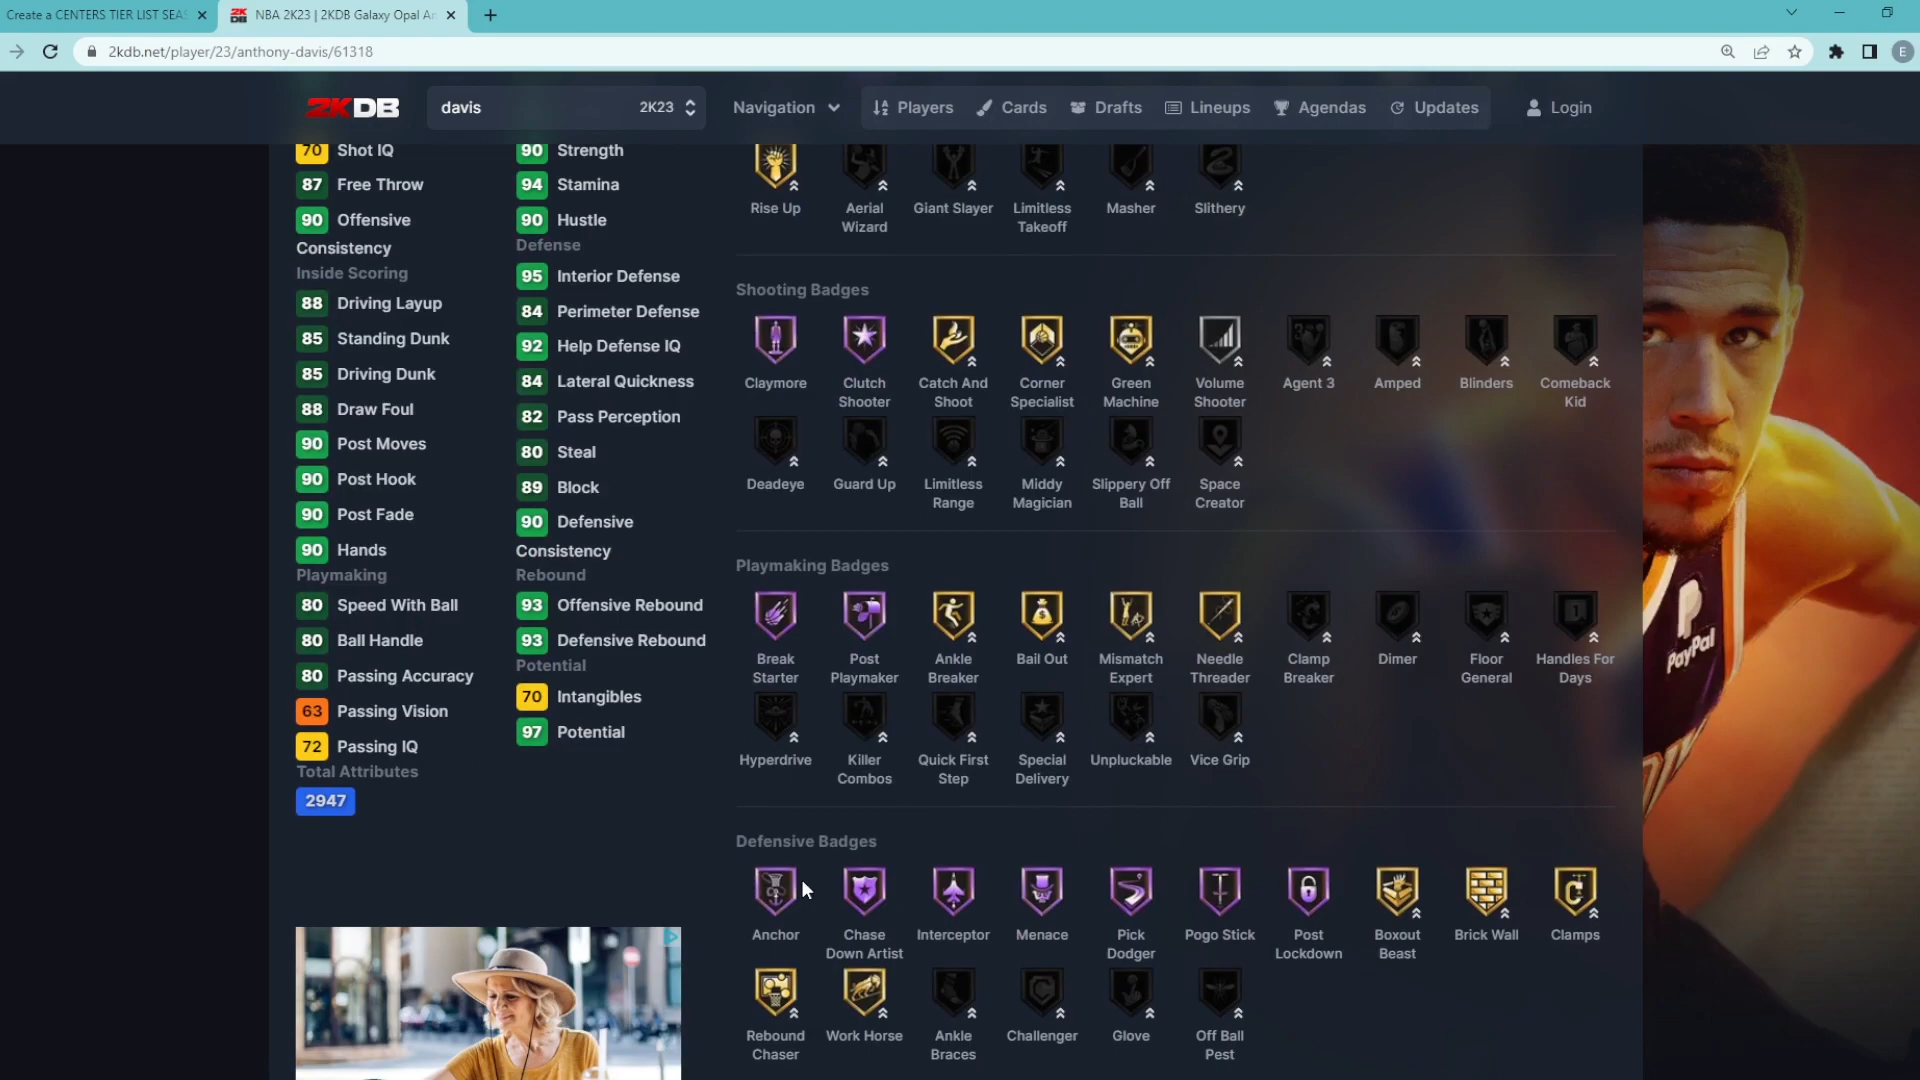 Create a CENTERS TIER LIST SEAS
NBA 2K23 | 2KDB Galaxy Opal An
2kdb.net/player/23/anthony-davis/61318
E
2KDB
davis
2K23
Navigation
Players
Cards
Drafts
Lineups
Agendas
Updates
Login
70 Shot IQ
87 Free Throw
90 Offensive
Consistency
Inside Scoring
88 Driving Layup
85 Standing Dunk
85 Driving Dunk
88 Draw Foul
90 Post Moves
90 Post Hook
90 Post Fade
90 Hands
Playmaking
80 Speed With Ball
80 Ball Handle
80 Passing Accuracy
63 Passing Vision
72 Passing IQ
Total Attributes
2947
90 Strength
94 Stamina
90 Hustle
Defense
95 Interior Defense
84 Perimeter Defense
92 Help Defense IQ
84 Lateral Quickness
82 Pass Perception
80 Steal
89 Block
90 Defensive
Consistency
Rebound
93 Offensive Rebound
93 Defensive Rebound
Potential
70 Intangibles
97 Potential
Rise Up
Aerial
Wizard
Giant Slayer
Limitless
Takeoff
Masher
Slithery
Shooting Badges
Claymore
Clutch
Shooter
Catch And
Shoot
Corner
Specialist
Green
Machine
Volume
Shooter
Agent 3
Amped
Blinders
Comeback
Kid
Deadeye
Guard Up
Limitless
Range
Middy
Magician
Slippery Off
Ball
Space
Creator
Playmaking Badges
Break
Starter
Post
Playmaker
Ankle
Breaker
Bail Out
Mismatch
Expert
Needle
Threader
Clamp
Breaker
Dimer
Floor
General
Handles For
Days
Hyperdrive
Killer
Combos
Quick First
Step
Special
Delivery
Unpluckable
Vice Grip
Defensive Badges
Anchor
Chase
Down Artist
Interceptor
Menace
Pick
Dodger
Pogo Stick
Post
Lockdown
Boxout
Beast
Brick Wall
Clamps
Rebound
Chaser
Work Horse
Ankle
Braces
Challenger
Glove
Off Ball
Pest
PayPal